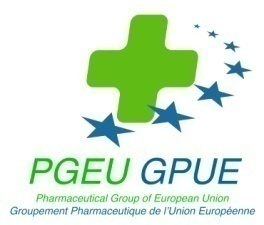 PGEU GPUE
Pharmaceutical Group of European Union
Groupement Pharmaceutique de l'Union Européenne